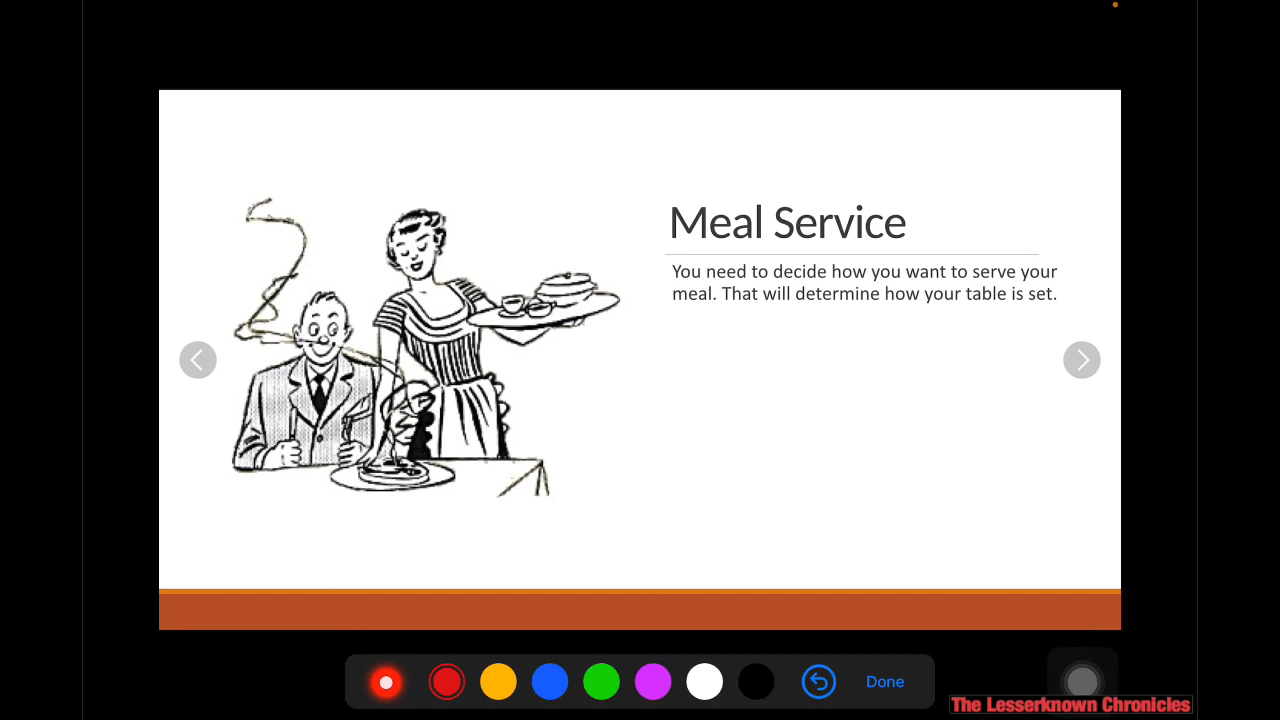 Meal Service
You need to decide how you want to serve your
meal. That will determine how your table is set.
Done
The Lesserknown Chronicles